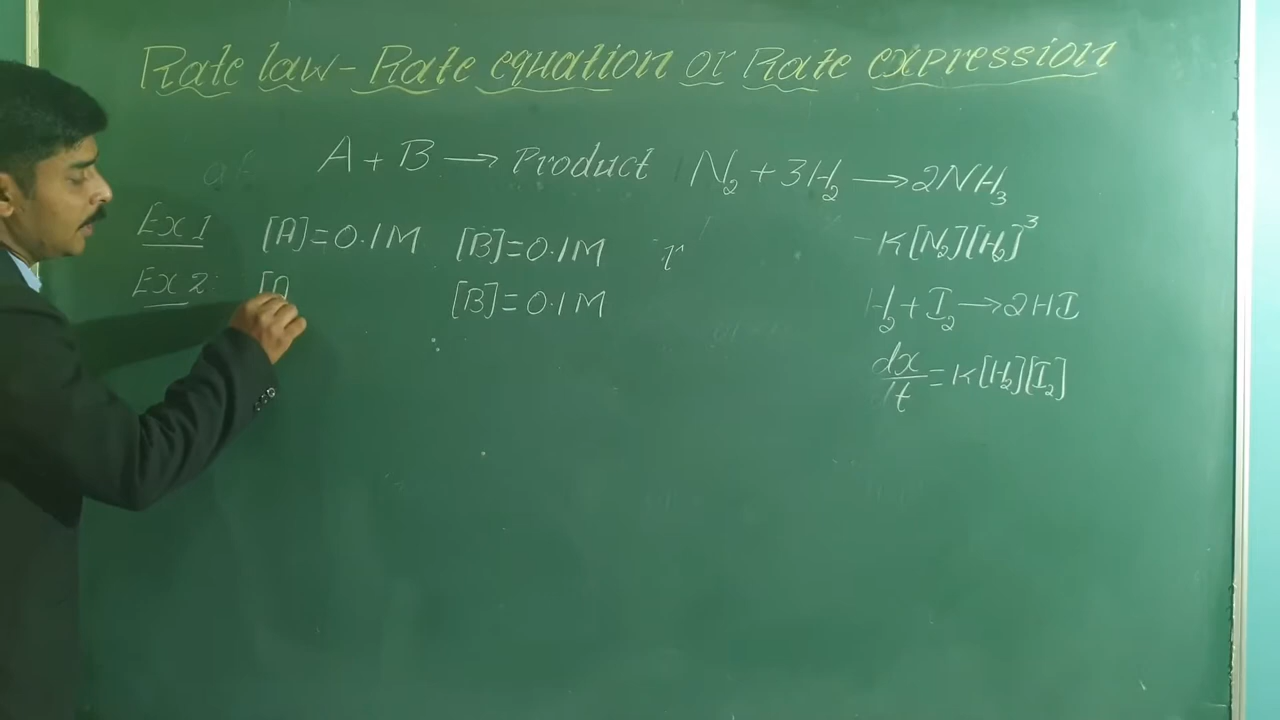 Rate law - Rate equation or Rate expression
A + B → Product N₂ + 3H₂ → 2NH₃
Ex 1 [A] = 0.1M [B] = 0.1M r K[N₂][H₂]³
Ex 2: [A [B] = 0.1M H₂ + I₂ → 2HI
dx/dt = K[H₂][I₂]